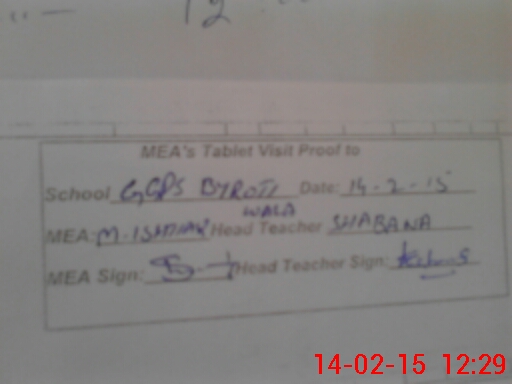 12
MEA's Tablet Visit Proof to
School GGPS BYROTI WALA Date: 14-2-15
MEA: M. ISHTIAQ Head Teacher SHABANA
MEA Sign: Head Teacher Sign:
14-02-15 12:29